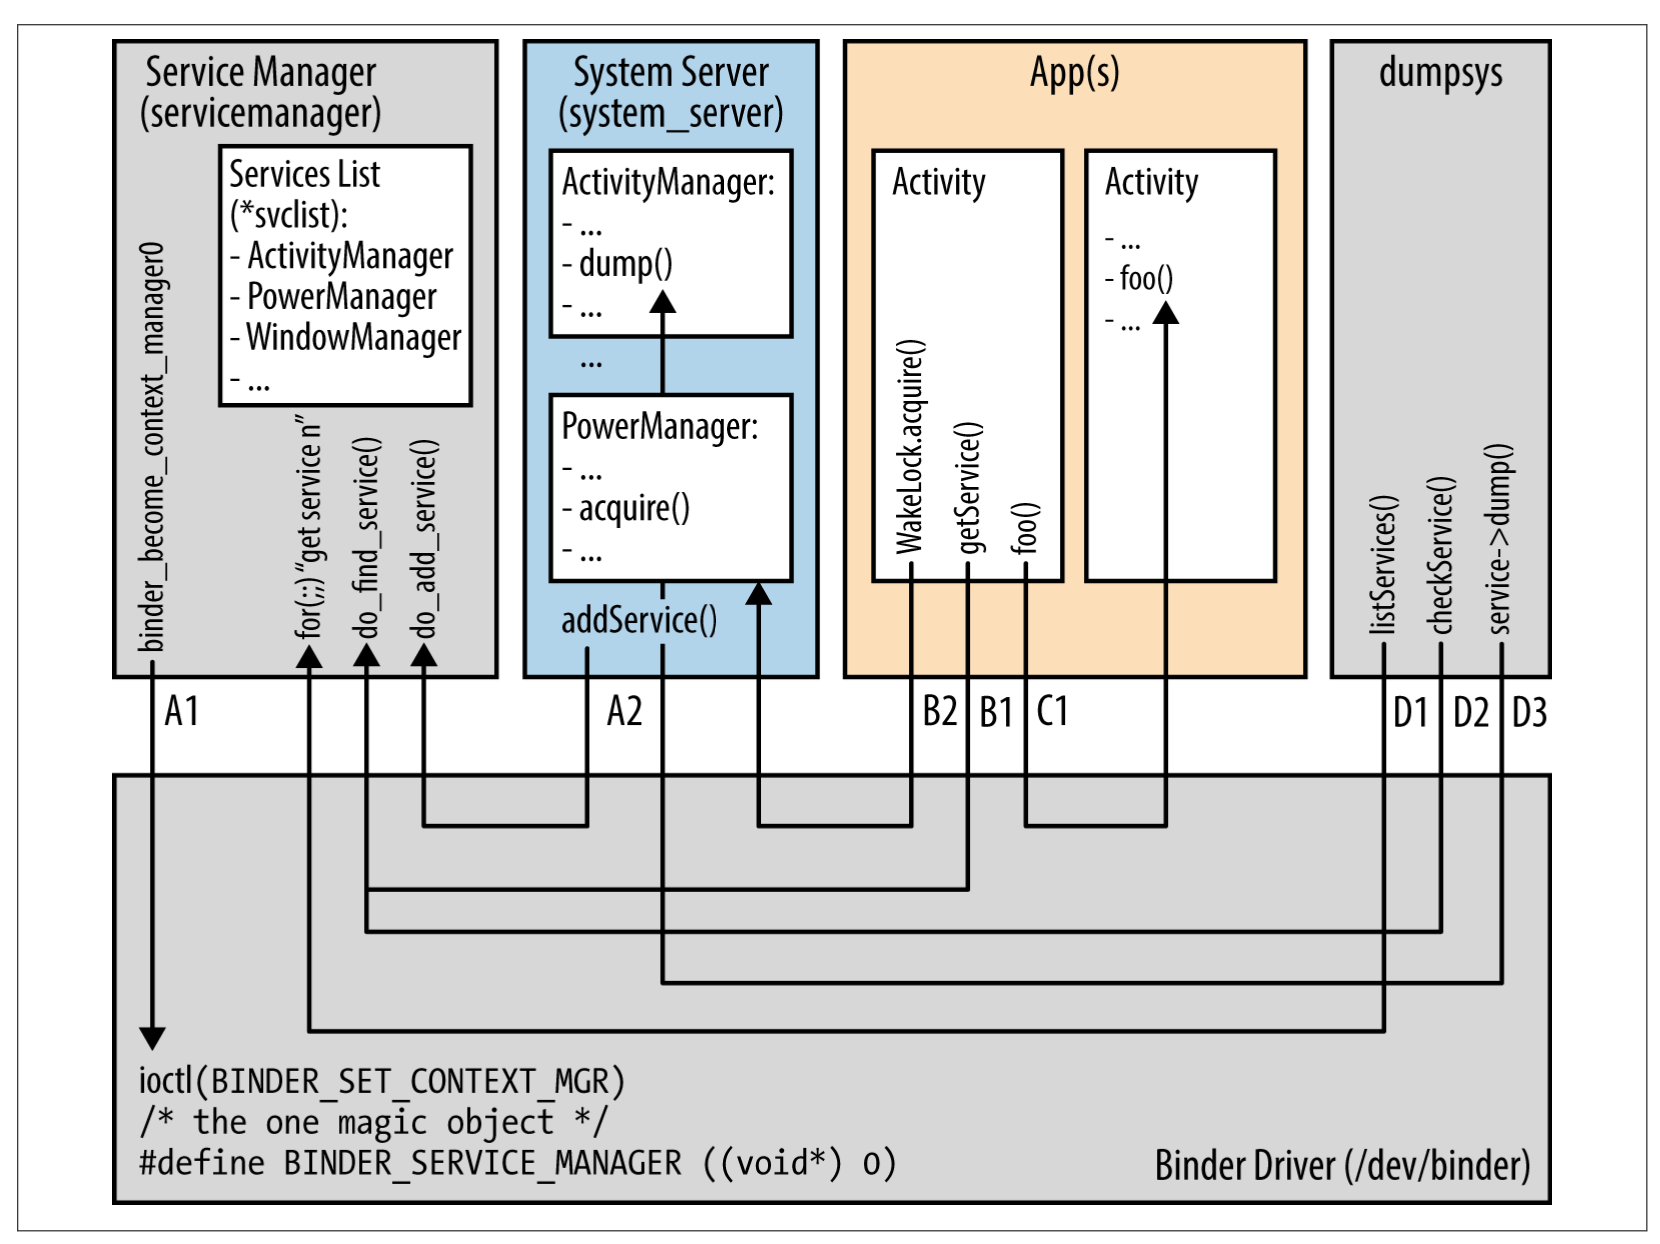 Service Manager
(servicemanager)
Services List
(*svclist):
- ActivityManager
- PowerManager
- WindowManager
- ...
binder_become_context_manager0
for(;;) “get service n”
do_find_service()
do_add_service()
System Server
(system_server)
ActivityManager:
- ...
- dump()
- ...
...
PowerManager:
- ...
- acquire()
- ...
addService()
App(s)
Activity
WakeLock.acquire()
getService()
foo()
Activity
- ...
- foo()
- ...
dumpsys
listServices()
checkService()
service->dump()
A1
A2
B2
B1
C1
D1
D2
D3
ioctl(BINDER_SET_CONTEXT_MGR)
/* the one magic object */
#define BINDER_SERVICE_MANAGER ((void*) 0)
Binder Driver (/dev/binder)